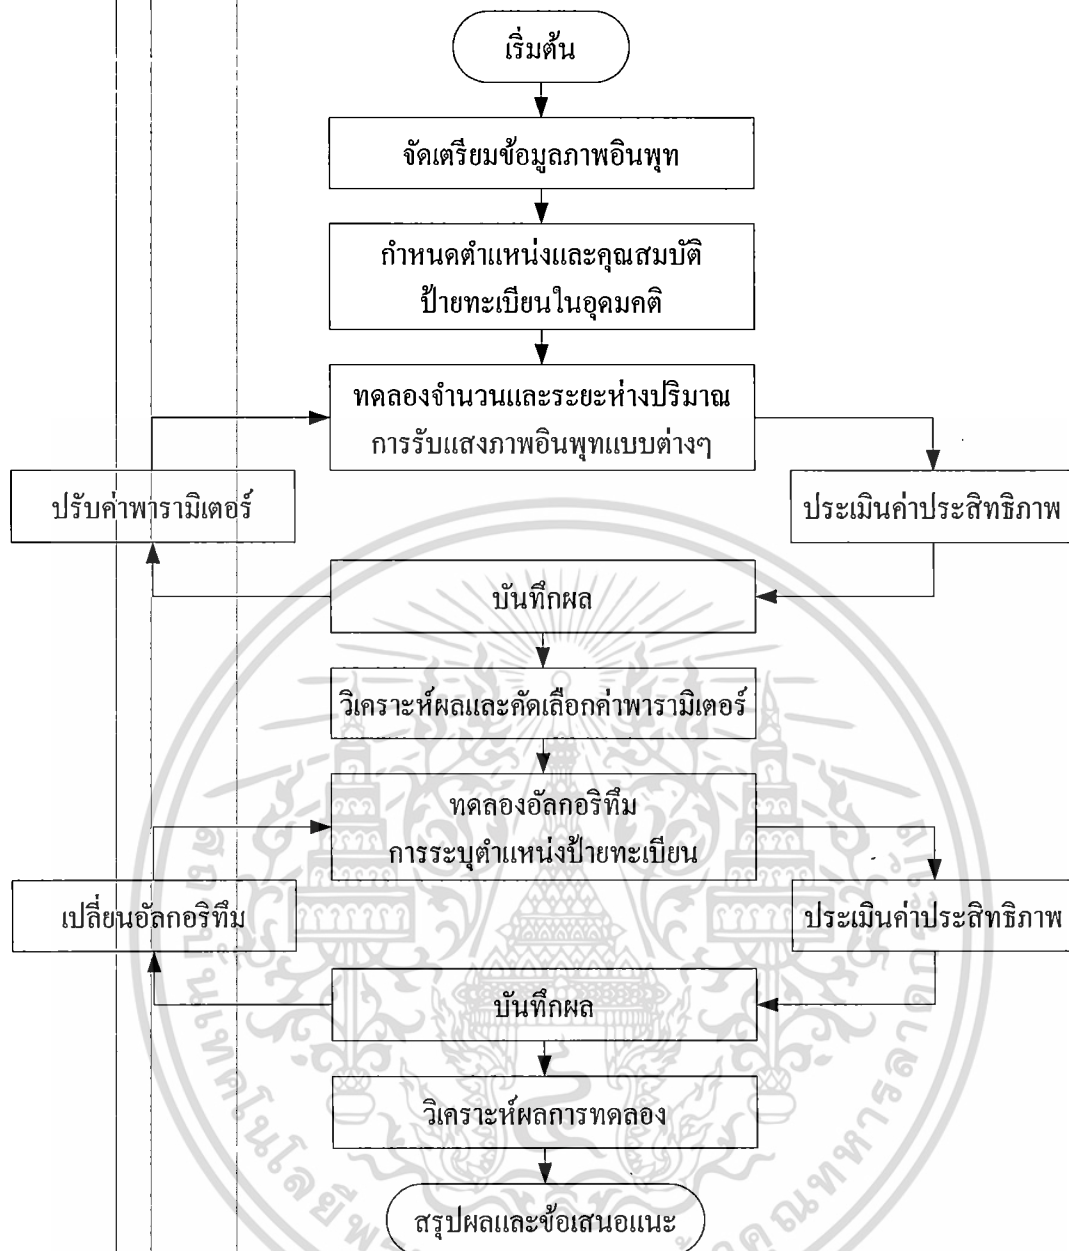 เริ่มต้น
จัดเตรียมข้อมูลภาพอินพุท
กำหนดตำแหน่งและคุณสมบัติ
ป้ายทะเบียนในอุดมคติ
ทดลองจำนวนและระยะห่างปริมาณ
การรับแสงภาพอินพุทแบบต่างๆ
ปรับค่าพารามิเตอร์
ประเมินค่าประสิทธิภาพ
บันทึกผล
วิเคราะห์ผลและคัดเลือกค่าพารามิเตอร์
ทดลองอัลกอริทึม
การระบุตำแหน่งป้ายทะเบียน
เปลี่ยนอัลกอริทึม
ประเมินค่าประสิทธิภาพ
บันทึกผล
วิเคราะห์ผลการทดลอง
สรุปผลและข้อเสนอแนะ